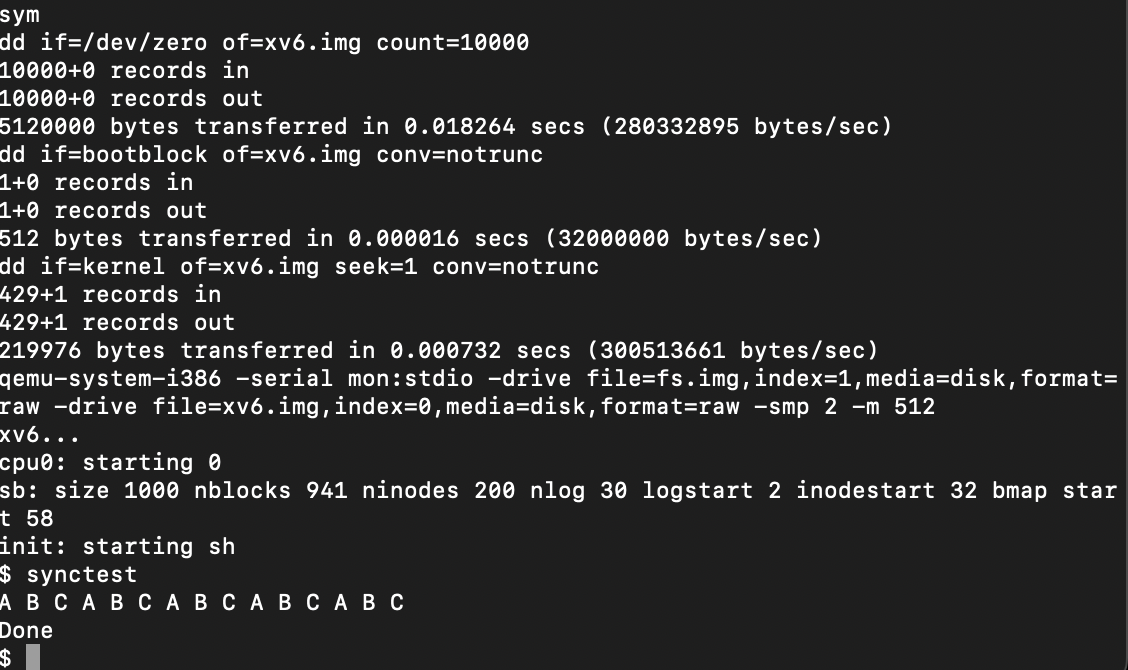 sym
dd if=/dev/zero of=xv6.img count=10000
10000+0 records in
10000+0 records out
5120000 bytes transferred in 0.018264 secs (280332895 bytes/sec)
dd if=bootblock of=xv6.img conv=notrunc
1+0 records in
1+0 records out
512 bytes transferred in 0.000016 secs (32000000 bytes/sec)
dd if=kernel of=xv6.img seek=1 conv=notrunc
429+1 records in
429+1 records out
219976 bytes transferred in 0.000732 secs (300513661 bytes/sec)
qemu-system-i386 -serial mon:stdio -drive file=fs.img,index=1,media=disk,format=
raw -drive file=xv6.img,index=0,media=disk,format=raw -smp 2 -m 512
xv6...
cpu0: starting 0
sb: size 1000 nblocks 941 ninodes 200 nlog 30 logstart 2 inodestart 32 bmap star
t 58
init: starting sh
$ synctest
A B C A B C A B C A B C A B C
Done
$